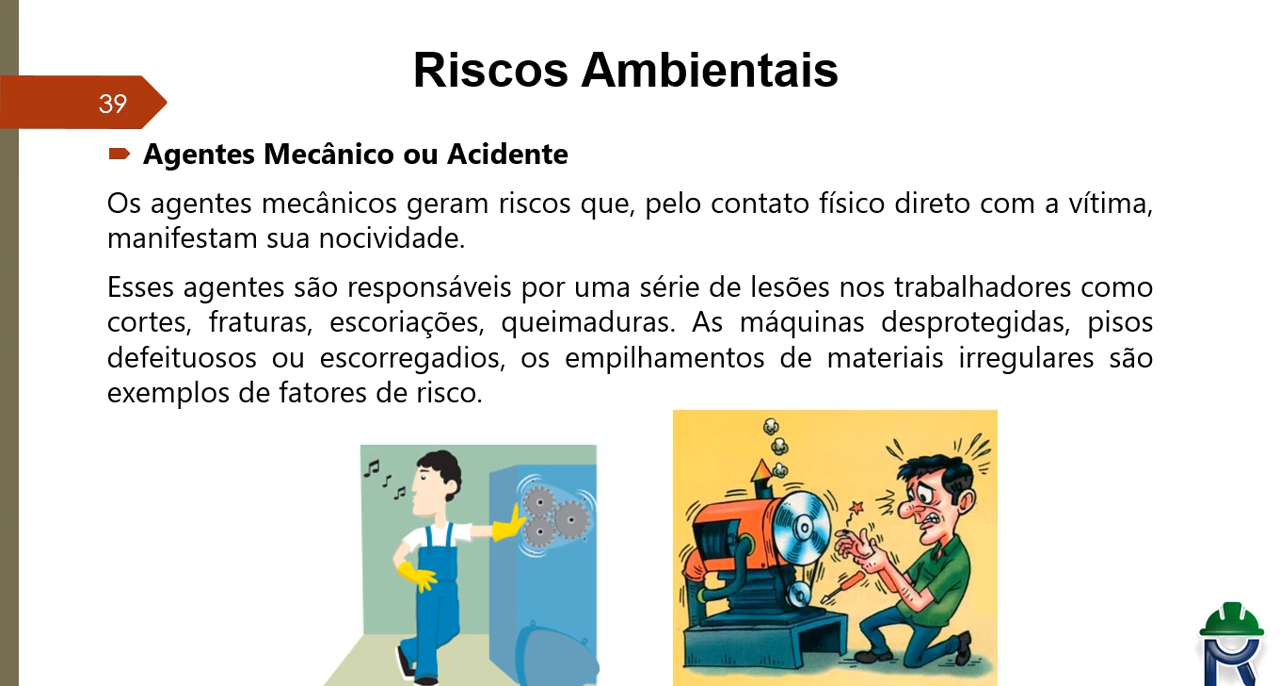 Riscos Ambientais
39
Agentes Mecânico ou Acidente
Os agentes mecânicos geram riscos que, pelo contato físico direto com a vítima,
manifestam sua nocividade.
Esses agentes são responsáveis por uma série de lesões nos trabalhadores como
cortes, fraturas, escoriações, queimaduras. As máquinas desprotegidas, pisos
defeituosos ou escorregadios, os empilhamentos de materiais irregulares são
exemplos de fatores de risco.
R